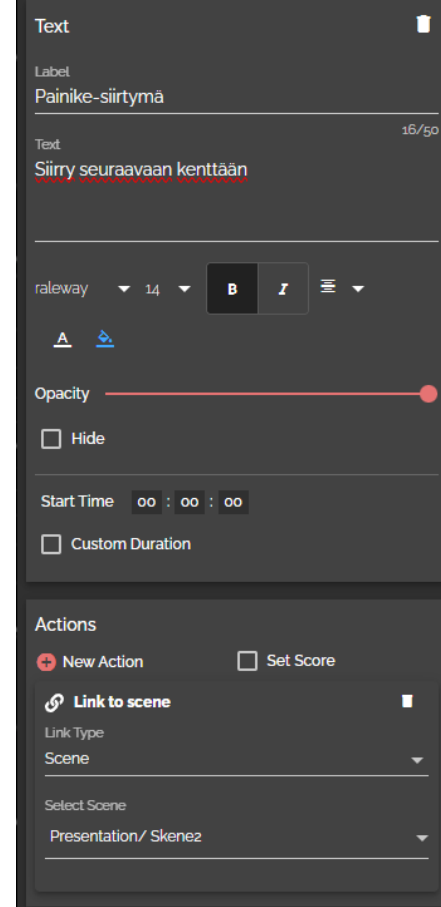 Text
Label
Painike-siirtymä
16/50
Text
Siirry seuraavaan kenttään
raleway 14 B I
A
Opacity
Hide
Start Time 00 : 00 : 00
Custom Duration
Actions
New Action Set Score
Link to scene
Link Type
Scene
Select Scene
Presentation/ Skene2